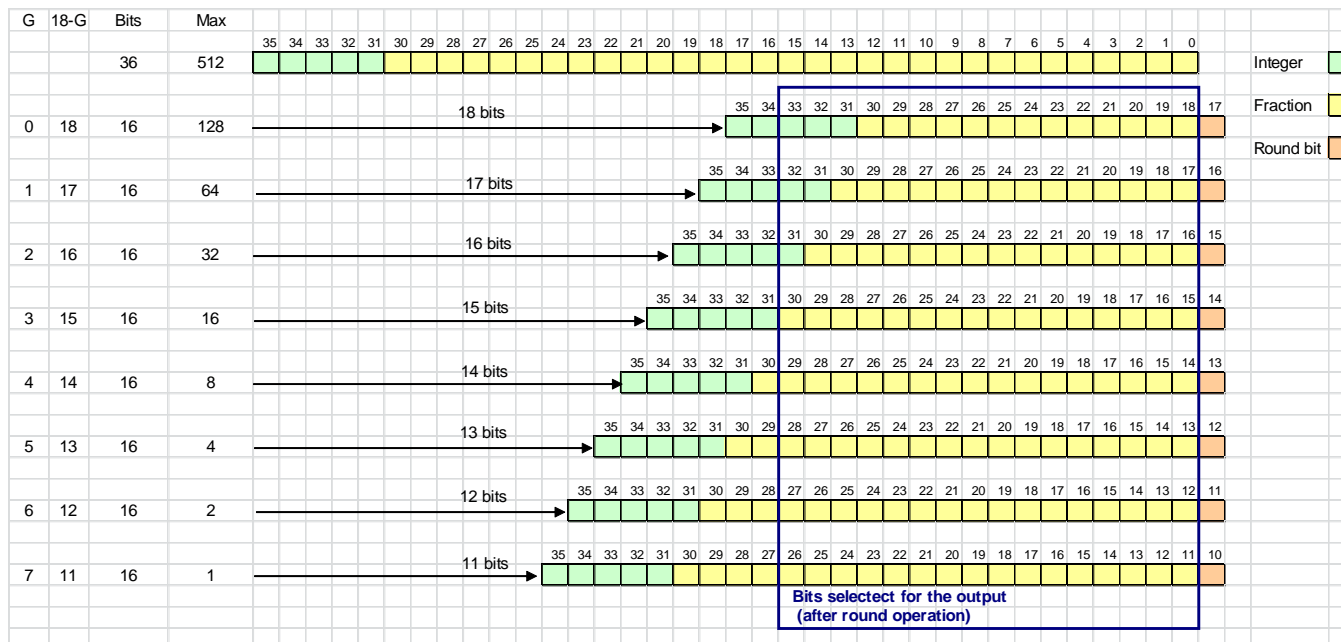 G 18-G Bits Max
35 34 33 32 31 30 29 28 27 26 25 24 23 22 21 20 19 18 17 16 15 14 13 12 11 10 9 8 7 6 5 4 3 2 1 0
36 512 Integer
35 34 33 32 31 30 29 28 27 26 25 24 23 22 21 20 19 18 17
0 18 16 128 18 bits Fraction
Round bit
35 34 33 32 31 30 29 28 27 26 25 24 23 22 21 20 19 18 17 16
1 17 16 64 17 bits
35 34 33 32 31 30 29 28 27 26 25 24 23 22 21 20 19 18 17 16 15
2 16 16 32 16 bits
35 34 33 32 31 30 29 28 27 26 25 24 23 22 21 20 19 18 17 16 15 14
3 15 16 16 15 bits
35 34 33 32 31 30 29 28 27 26 25 24 23 22 21 20 19 18 17 16 15 14 13
4 14 16 8 14 bits
35 34 33 32 31 30 29 28 27 26 25 24 23 22 21 20 19 18 17 16 15 14 13 12
5 13 16 4 13 bits
35 34 33 32 31 30 29 28 27 26 25 24 23 22 21 20 19 18 17 16 15 14 13 12 11
6 12 16 2 12 bits
35 34 33 32 31 30 29 28 27 26 25 24 23 22 21 20 19 18 17 16 15 14 13 12 11 10
7 11 16 1 11 bits
Bits selectect for the output
(after round operation)